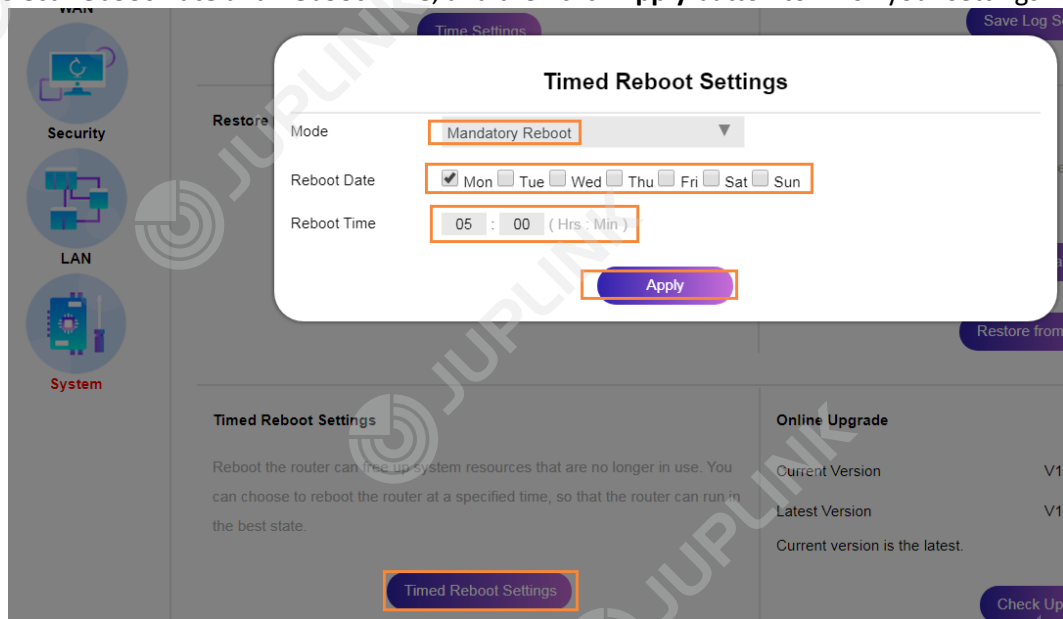 WAN
Time Settings
Save Log S
Timed Reboot Settings
Security
Restore
Mode
Mandatory Reboot
Reboot Date
Mon Tue Wed Thu Fri Sat Sun
Reboot Time
05 : 00 ( Hrs : Min )
LAN
Apply
Restore from
System
Timed Reboot Settings
Reboot the router can free up system resources that are no longer in use. You
can choose to reboot the router at a specified time, so that the router can run in
the best state.
Timed Reboot Settings
Online Upgrade
Current Version V1
Latest Version V1
Current version is the latest.
Check Up
JUPLINK
JUPLINK
JUPLINK
JUPLINK